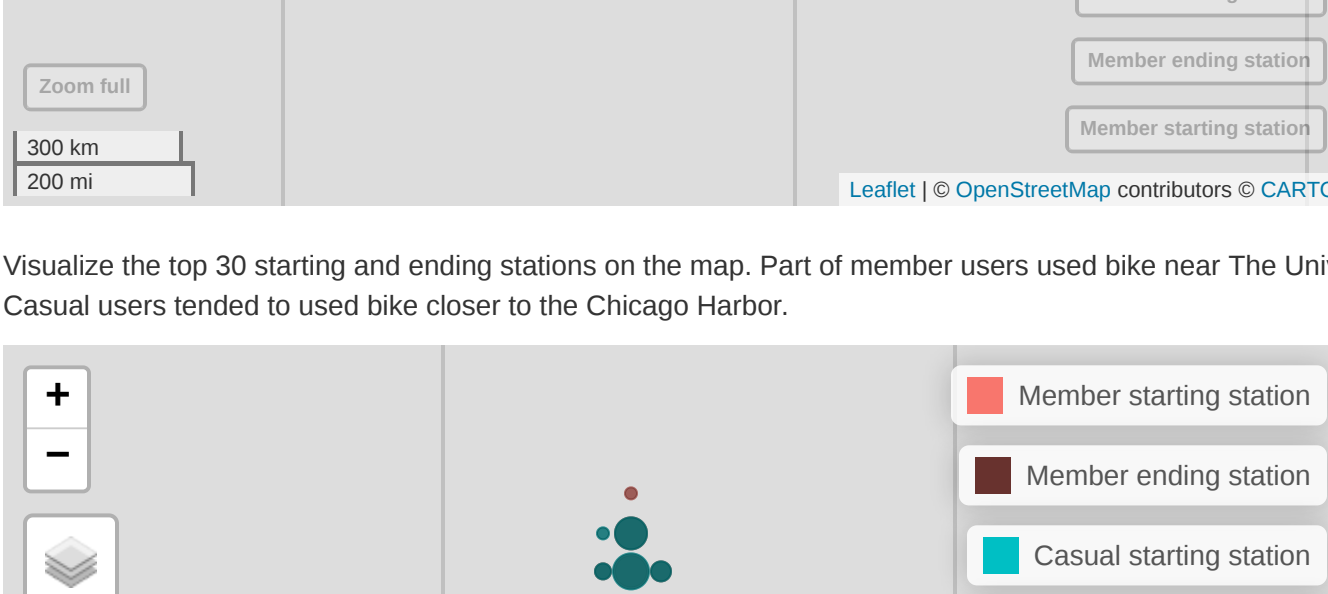 Member ending station
Zoom full
Member starting station
300 km
200 mi
Leaflet | © OpenStreetMap contributors ©
Visualize the top 30 starting and ending stations on the map. Part of member users used bike near The
Casual users tended to used bike closer to the Chicago Harbor.
+
Member starting station
−
Member ending station
Casual starting station